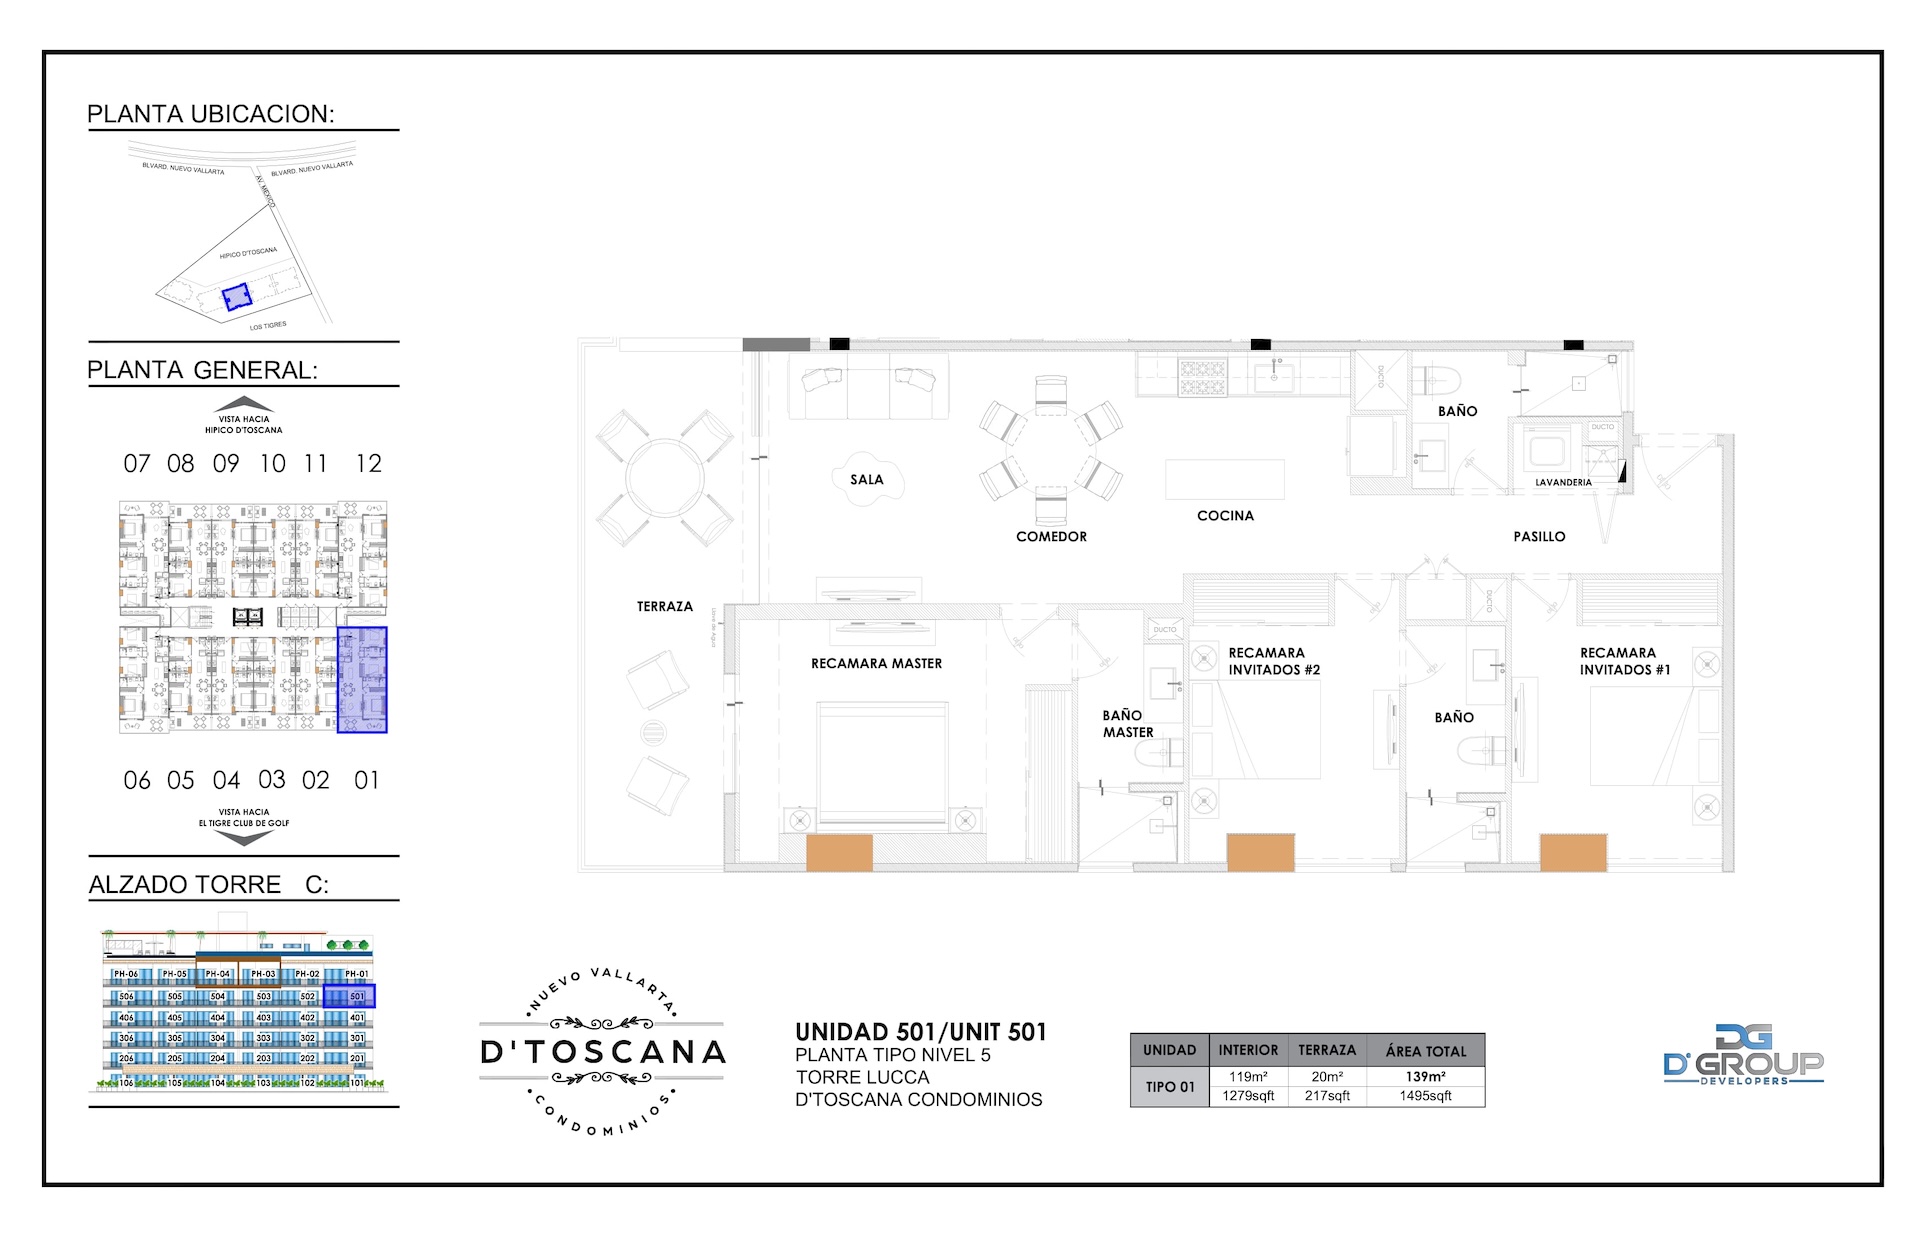 PLANTA UBICACION:
BLVARD. NUEVO VALLARTA
BLVARD. NUEVO VALLARTA
AV. MEXICO
HIPICO D'TOSCANA
LOS TIGRES
PLANTA GENERAL:
VISTA HACIA
HIPICO D'TOSCANA
07 08 09 10 11 12
06 05 04 03 02 01
VISTA HACIA
EL TIGRE CLUB DE GOLF
ALZADO TORRE C:
PH-06 PH-05 PH-04 PH-03 PH-02 PH-01
506 505 504 503 502 501
406 405 404 403 402 401
306 305 304 303 302 301
206 205 204 203 202 201
106 105 104 103 102 101
DUCTO
BAÑO
DUCTO
SALA
LAVANDERIA
COCINA
COMEDOR
PASILLO
TERRAZA
Llave de Agua
DUCTO
DUCTO
RECAMARA MASTER
RECAMARA
INVITADOS #2
RECAMARA
INVITADOS #1
BAÑO
MASTER
BAÑO
NUEVO VALLARTA
D'TOSCANA
CONDOMINIOS
UNIDAD 501/UNIT 501
PLANTA TIPO NIVEL 5
TORRE LUCCA
D'TOSCANA CONDOMINIOS
UNIDAD INTERIOR TERRAZA ÁREA TOTAL
TIPO 01 119m² 20m² 139m²
1279sqft 217sqft 1495sqft
DG
D'GROUP
DEVELOPERS